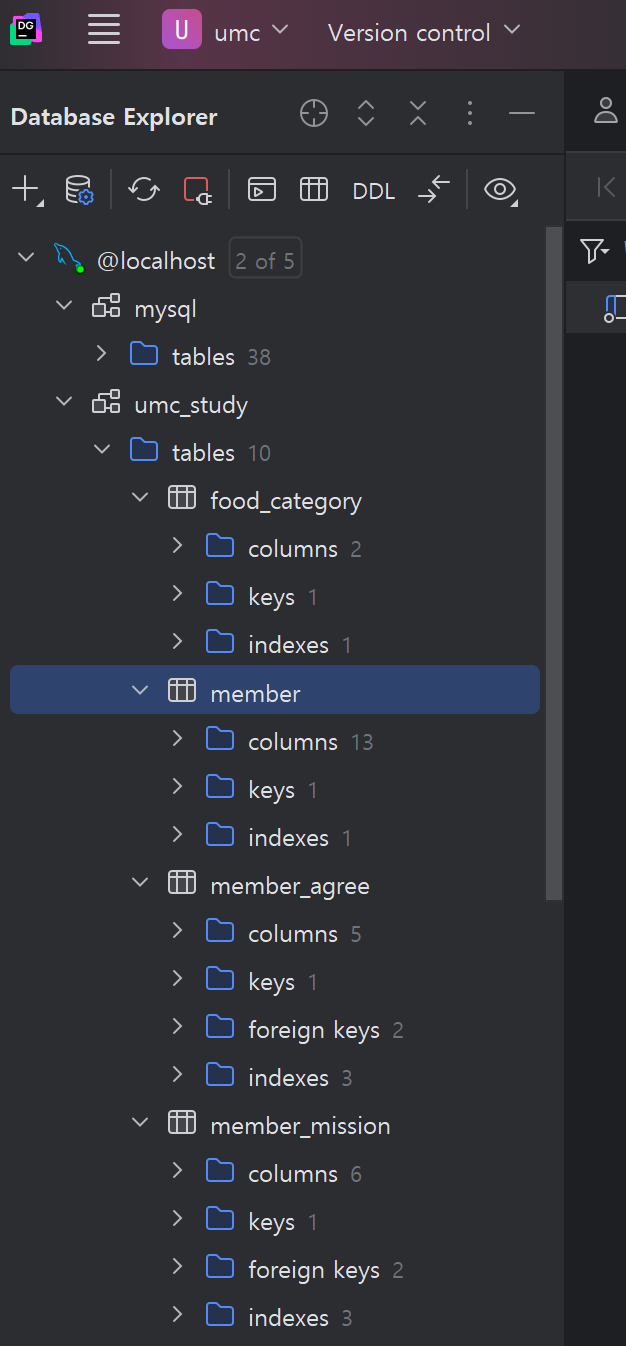 DG
U umc Version control
Database Explorer
DDL
@localhost 2 of 5
mysql
tables 38
umc_study
tables 10
food_category
columns 2
keys 1
indexes 1
member
columns 13
keys 1
indexes 1
member_agree
columns 5
keys 1
foreign keys 2
indexes 3
member_mission
columns 6
keys 1
foreign keys 2
indexes 3